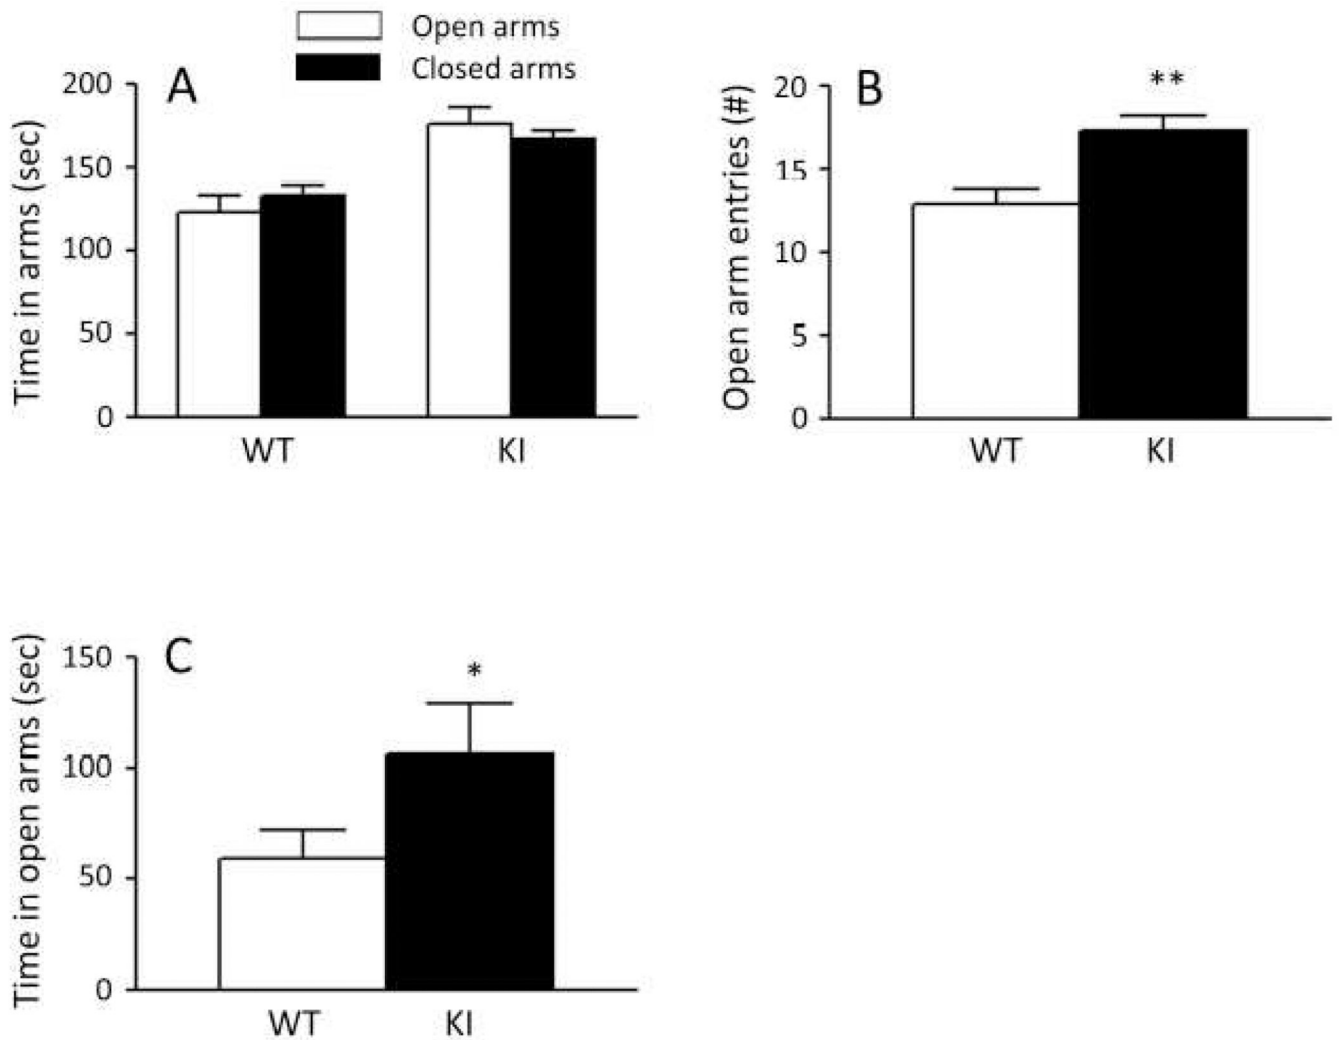 Open arms
Closed arms
A
Time in arms (sec)
200
150
100
50
0
WT KI
B
**
Open arm entries (#)
20
15
10
5
0
WT KI
C
*
Time in open arms (sec)
150
100
50
0
WT KI